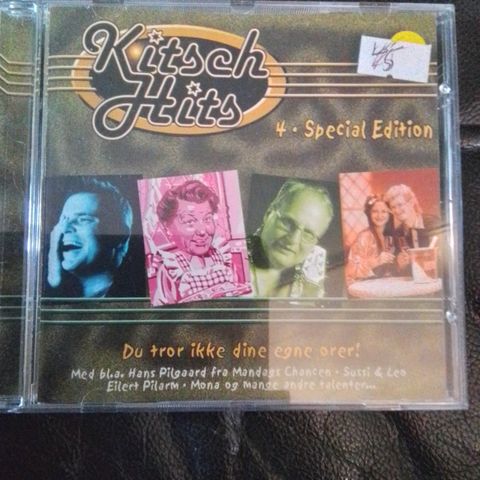 Kitsch
Hits
4 • Special Edition
Du tror ikke dine egne ører!
Med bl.a. Hans Pilgaard fra Mandags Chancen • Sussi & Leo
Eilert Pilarm • Mona og mange andre talenter...